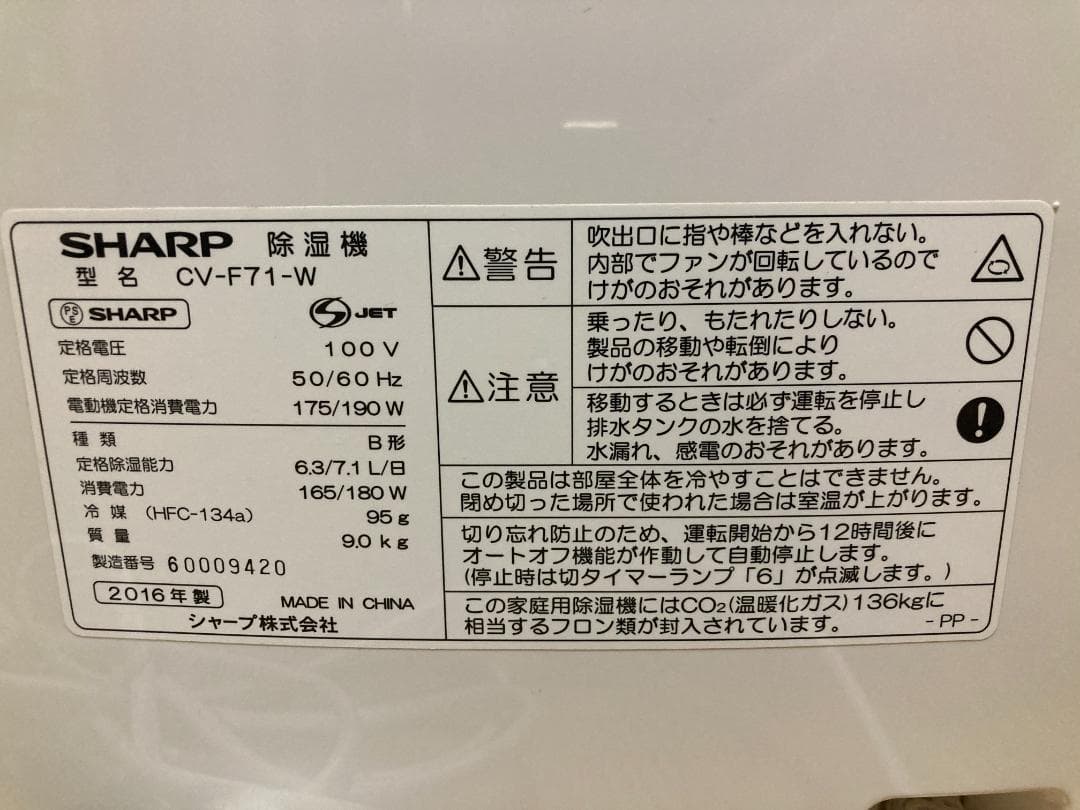 SHARP 除湿機
型名 CV-F71-W
PSE SHARP
S JET
定格電圧 100V
定格周波数 50/60Hz
電動機定格消費電力 175/190W
種類 B形
定格除湿能力 6.3/7.1L/日
消費電力 165/180W
冷媒 (HFC-134a) 95g
質量 9.0kg
製造番号 60009420
2016年製 MADE IN CHINA
シャープ株式会社
警告
吹出口に指や棒などを入れない。
内部でファンが回転しているので
けがのおそれがあります。
注意
乗ったり、もたれたりしない。
製品の移動や転倒により
けがのおそれがあります。
移動するときは必ず運転を停止し
排水タンクの水を捨てる。
水漏れ、感電のおそれがあります。
この製品は部屋全体を冷やすことはできません。
閉め切った場所で使われた場合は室温が上がります。
切り忘れ防止のため、運転開始から12時間後に
オートオフ機能が作動して自動停止します。
(停止時は切タイマーランプ「6」が点滅します。)
この家庭用除湿機にはCO₂(温暖化ガス)136kgに
相当するフロン類が封入されています。 -PP-